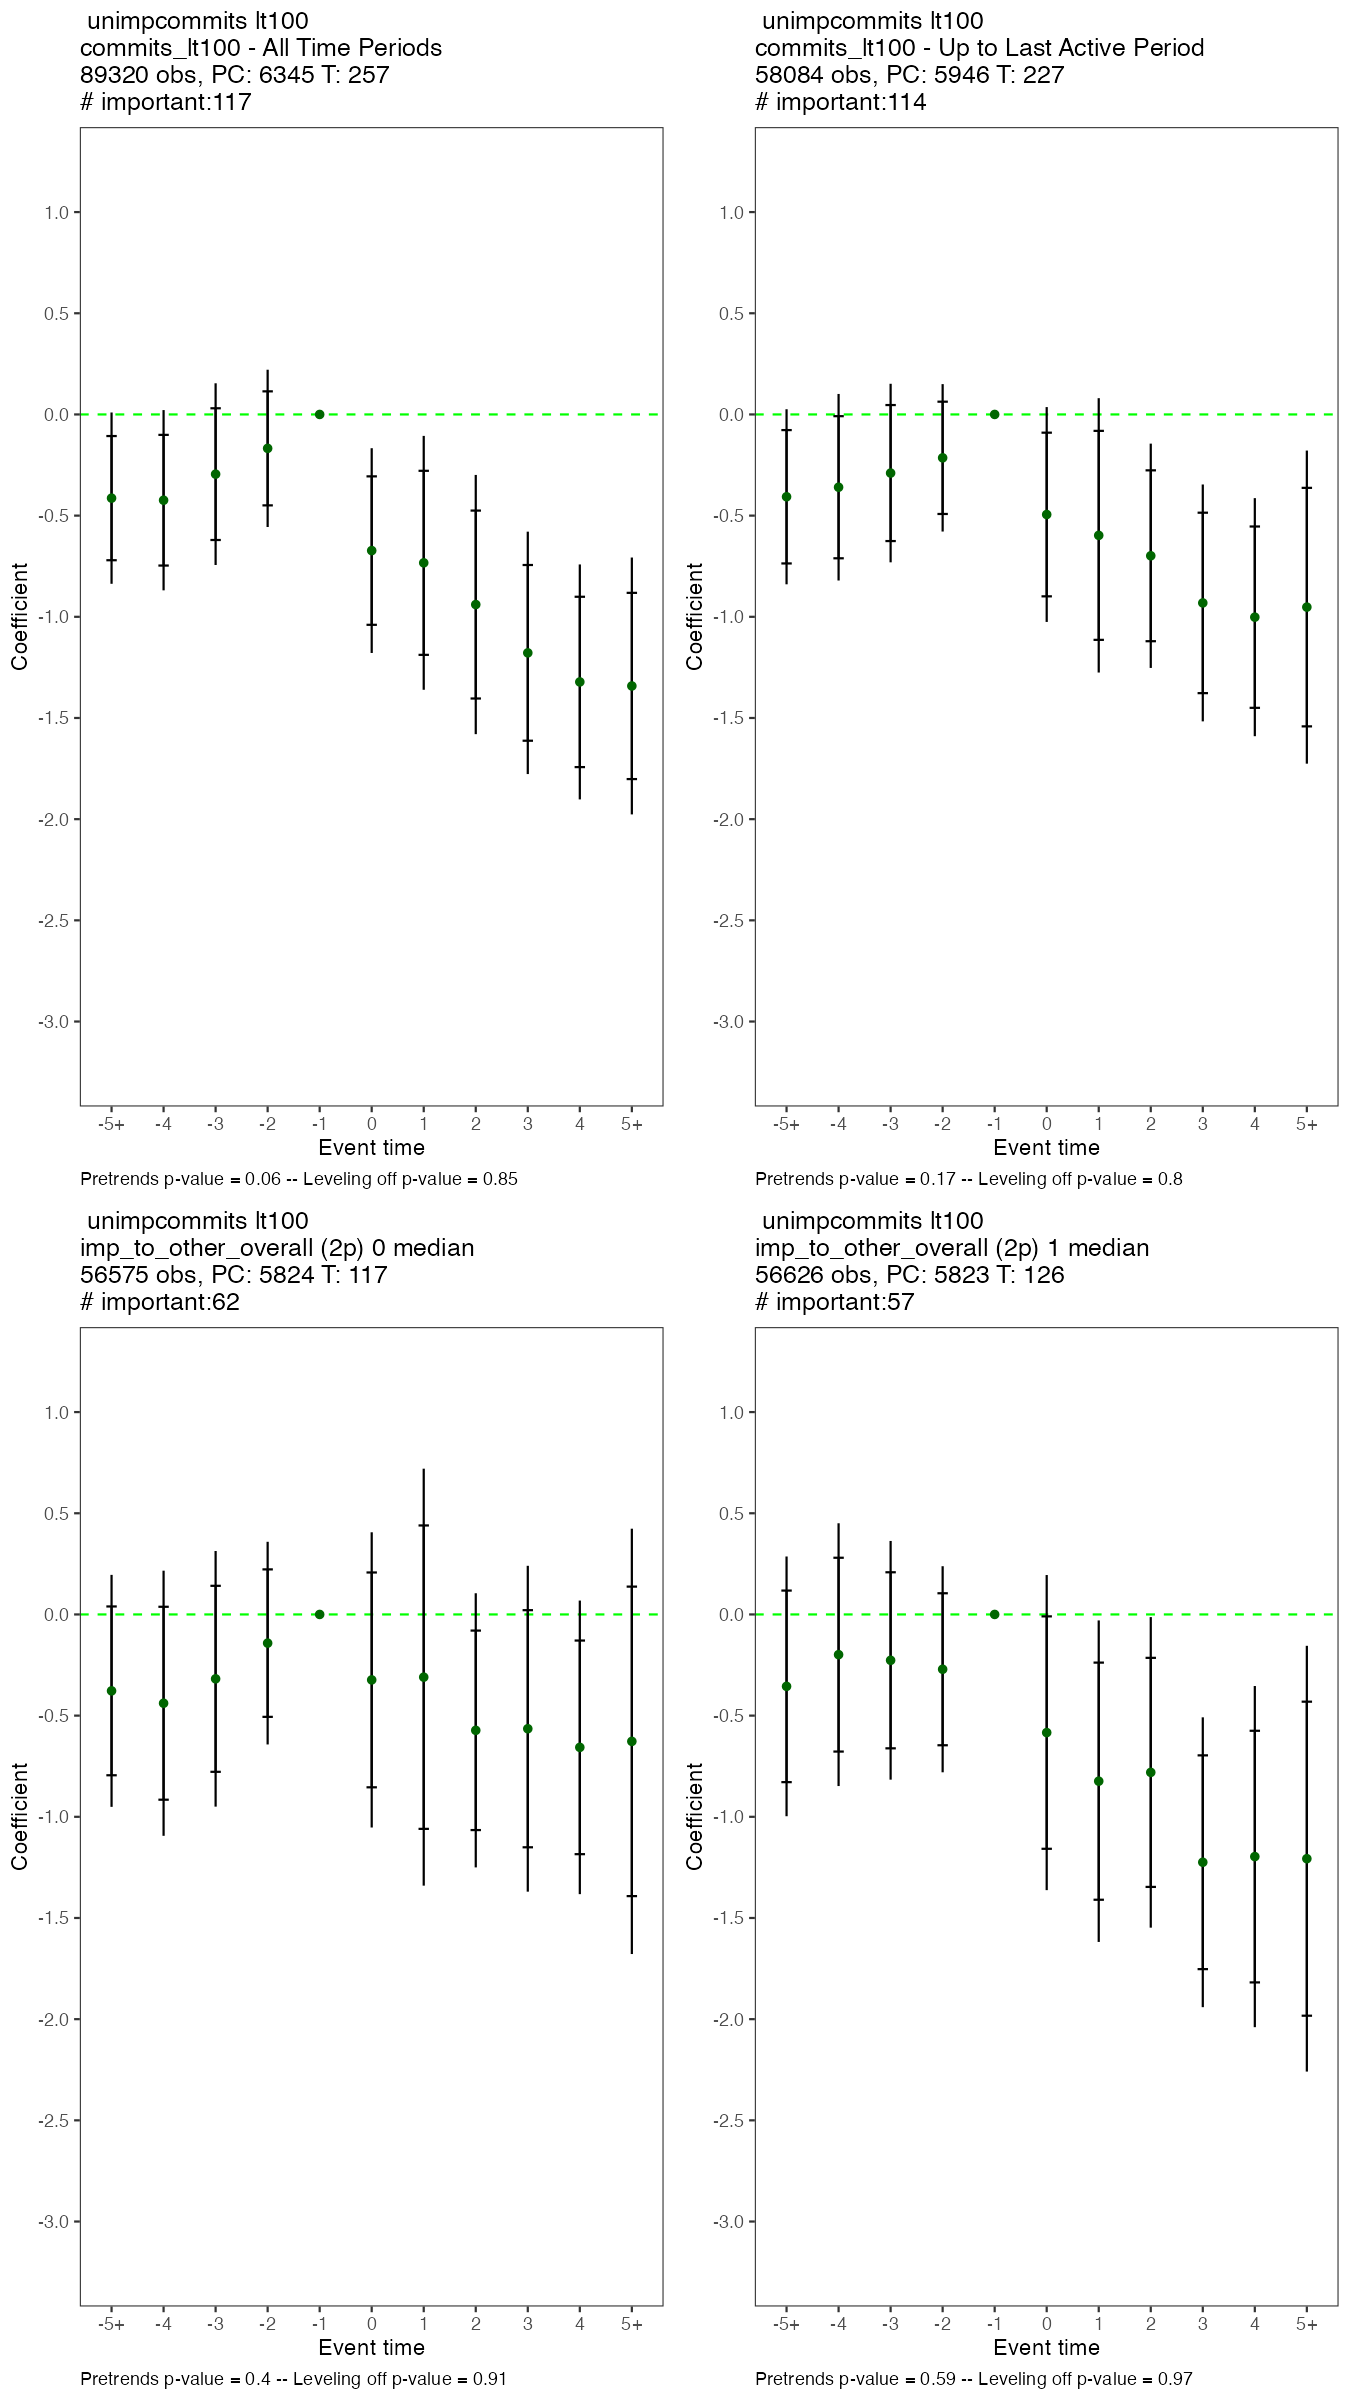 unimpcommits lt100
commits_lt100 - All Time Periods
89320 obs, PC: 6345 T: 257
# important:117
1.0
0.5
0.0
-0.5
-1.0
-1.5
-2.0
-2.5
-3.0
Coefficient
-5+ -4 -3 -2 -1 0 1 2 3 4 5+
Event time
Pretrends p-value = 0.06 -- Leveling off p-value = 0.85
unimpcommits lt100
commits_lt100 - Up to Last Active Period
58084 obs, PC: 5946 T: 227
# important:114
1.0
0.5
0.0
-0.5
-1.0
-1.5
-2.0
-2.5
-3.0
Coefficient
-5+ -4 -3 -2 -1 0 1 2 3 4 5+
Event time
Pretrends p-value = 0.17 -- Leveling off p-value = 0.8
unimpcommits lt100
imp_to_other_overall (2p) 0 median
56575 obs, PC: 5824 T: 117
# important:62
1.0
0.5
0.0
-0.5
-1.0
-1.5
-2.0
-2.5
-3.0
Coefficient
-5+ -4 -3 -2 -1 0 1 2 3 4 5+
Event time
Pretrends p-value = 0.4 -- Leveling off p-value = 0.91
unimpcommits lt100
imp_to_other_overall (2p) 1 median
56626 obs, PC: 5823 T: 126
# important:57
1.0
0.5
0.0
-0.5
-1.0
-1.5
-2.0
-2.5
-3.0
Coefficient
-5+ -4 -3 -2 -1 0 1 2 3 4 5+
Event time
Pretrends p-value = 0.59 -- Leveling off p-value = 0.97